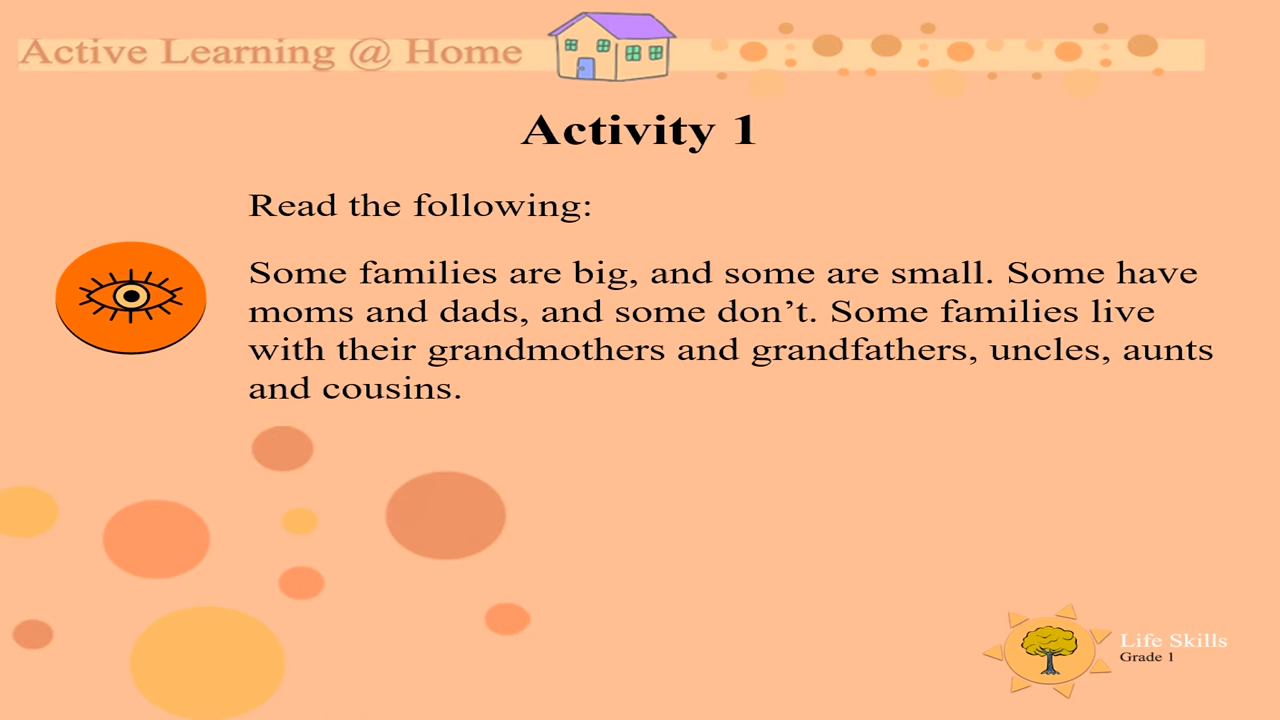 Active Learning @ Home
Activity 1
Read the following:
Some families are big, and some are small. Some have
moms and dads, and some don’t. Some families live
with their grandmothers and grandfathers, uncles, aunts
and cousins.
Life Skills
Grade 1